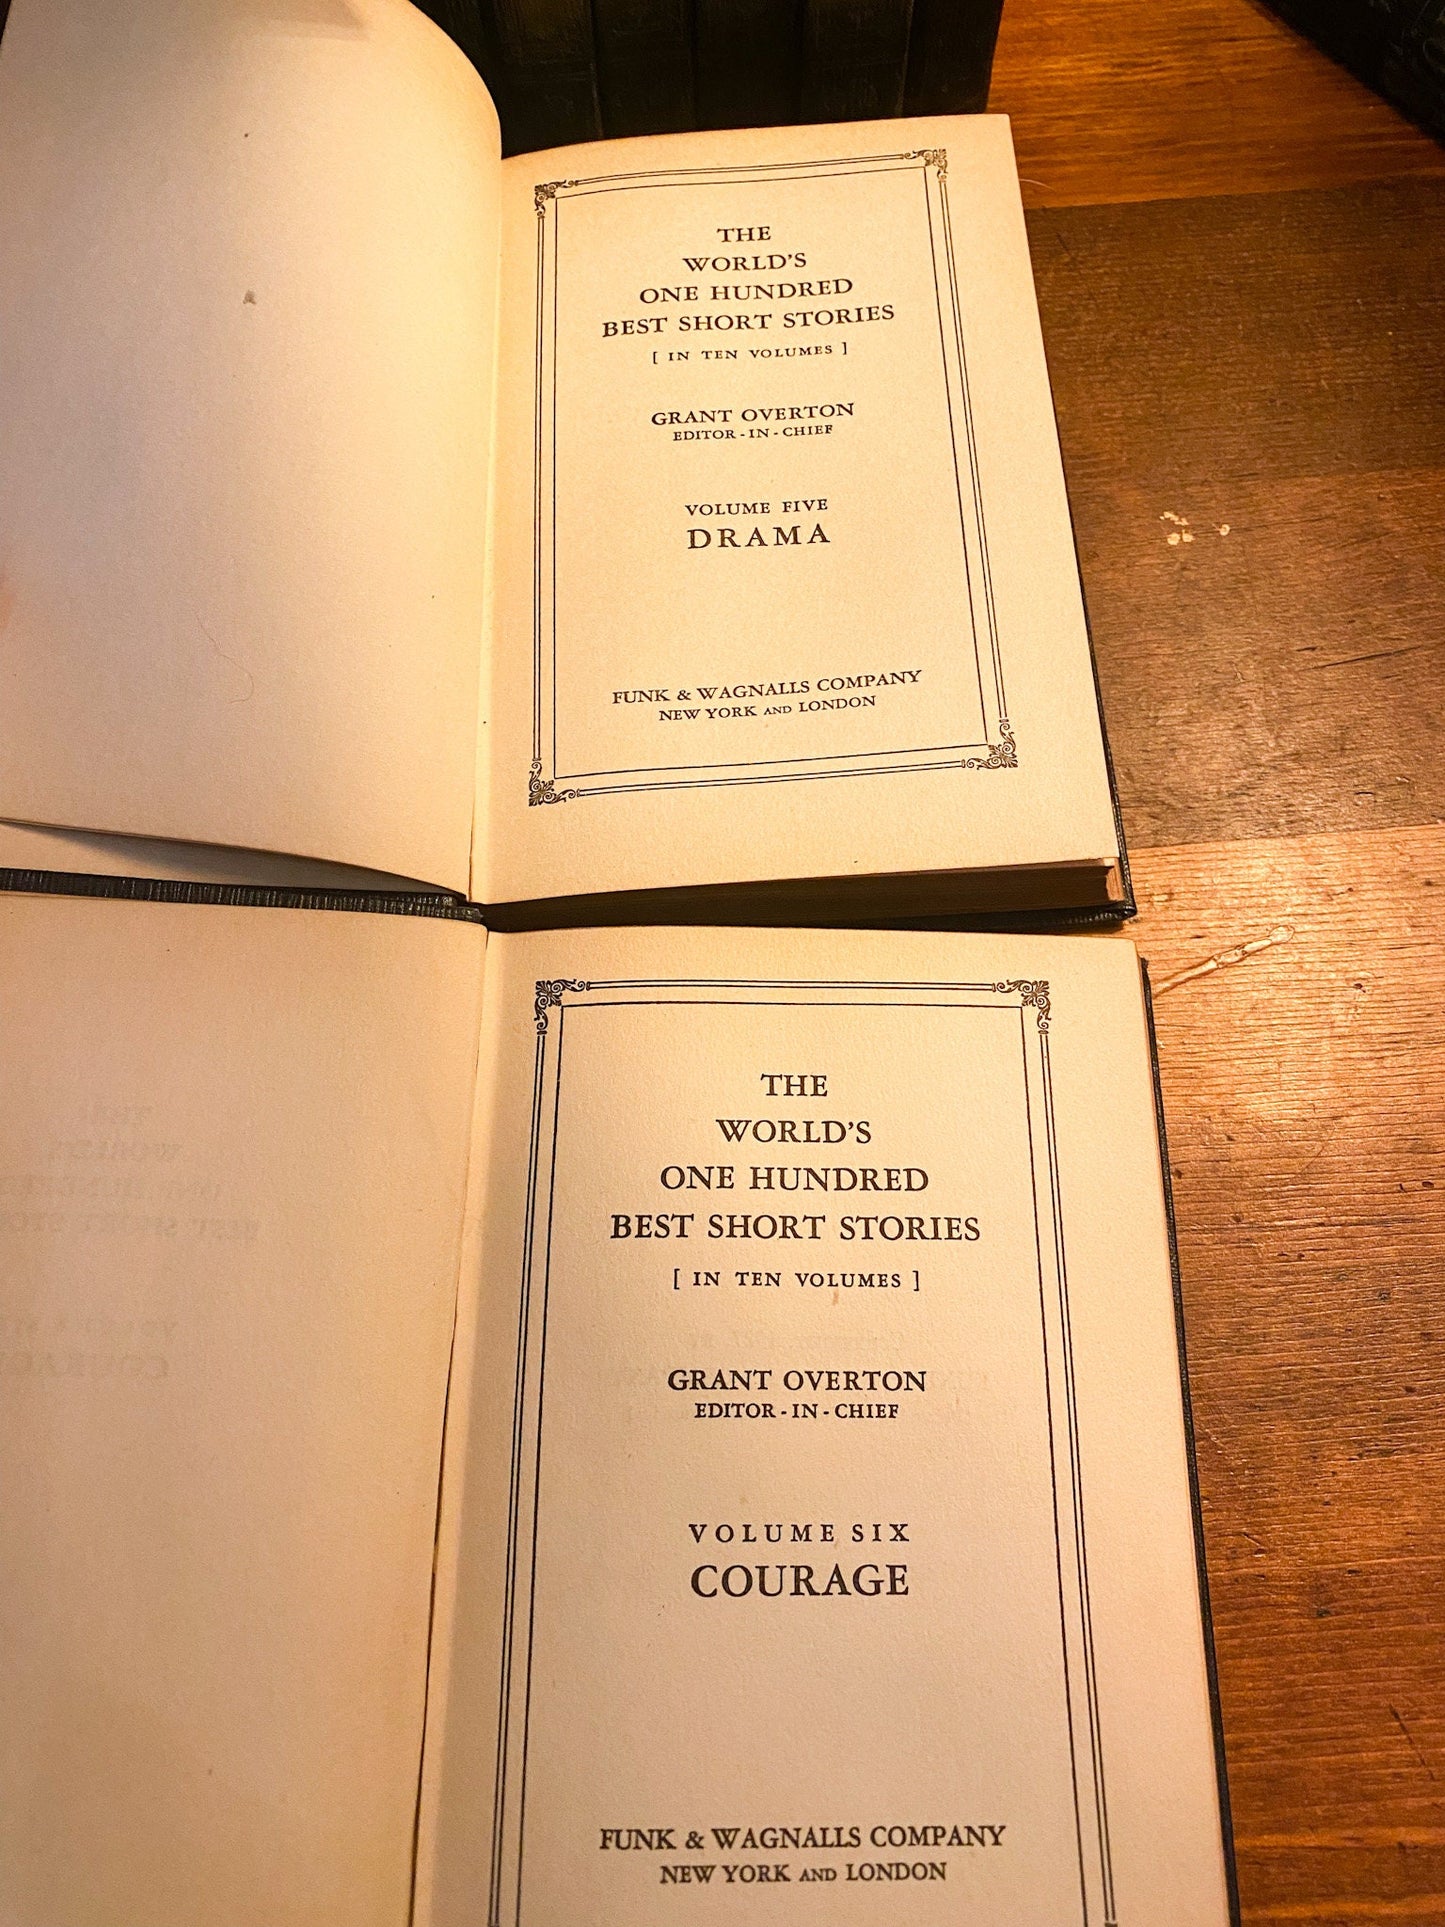 THE
WORLD'S
ONE HUNDRED
BEST SHORT STORIES
[ IN TEN VOLUMES ]
GRANT OVERTON
EDITOR-IN-CHIEF
VOLUME FIVE
DRAMA
FUNK & WAGNALLS COMPANY
NEW YORK AND LONDON
THE
WORLD'S
ONE HUNDRED
BEST SHORT STORIES
[ IN TEN VOLUMES ]
GRANT OVERTON
EDITOR-IN-CHIEF
VOLUME SIX
COURAGE
FUNK & WAGNALLS COMPANY
NEW YORK AND LONDON